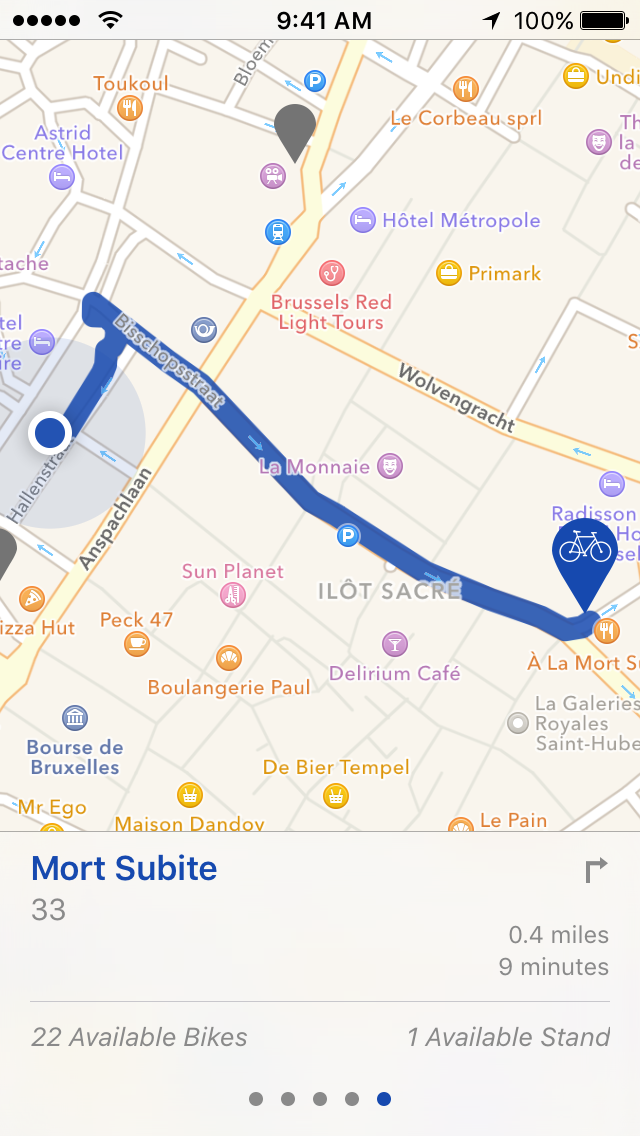 9:41 AM
100%
Toukoul
Bloem
P
Undi
Le Corbeau sprl
Astrid
Centre Hotel
Th
la
de
Hôtel Métropole
tache
Primark
Brussels Red
Light Tours
tel
tre
ire
Bisschopsstraat
S
Wolvengracht
Hallenstraat
La Monnaie
Anspachlaan
Radisson
Ho
sel
P
Sun Planet
ILÔT SACRÉ
izza Hut
Peck 47
À La Mort Su
Delirium Café
Boulangerie Paul
La Galeries
Royales
Saint-Hube
Bourse de
Bruxelles
De Bier Tempel
Mr Ego
Maison Dandoy
Le Pain
Mort Subite
33
0.4 miles
9 minutes
22 Available Bikes
1 Available Stand